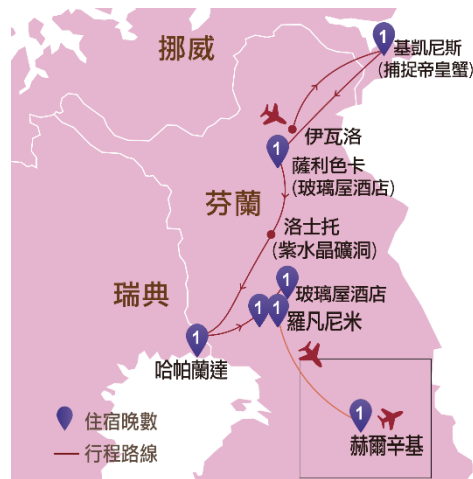 挪威
1
基凱尼斯
(捕捉帝皇蟹)
伊瓦洛
1
薩利色卡
(玻璃屋酒店)
芬蘭
洛士托
(紫水晶礦洞)
瑞典
1
玻璃屋酒店
1
1
羅凡尼米
1
哈帕蘭達
1
赫爾辛基
住宿晚數
行程路線